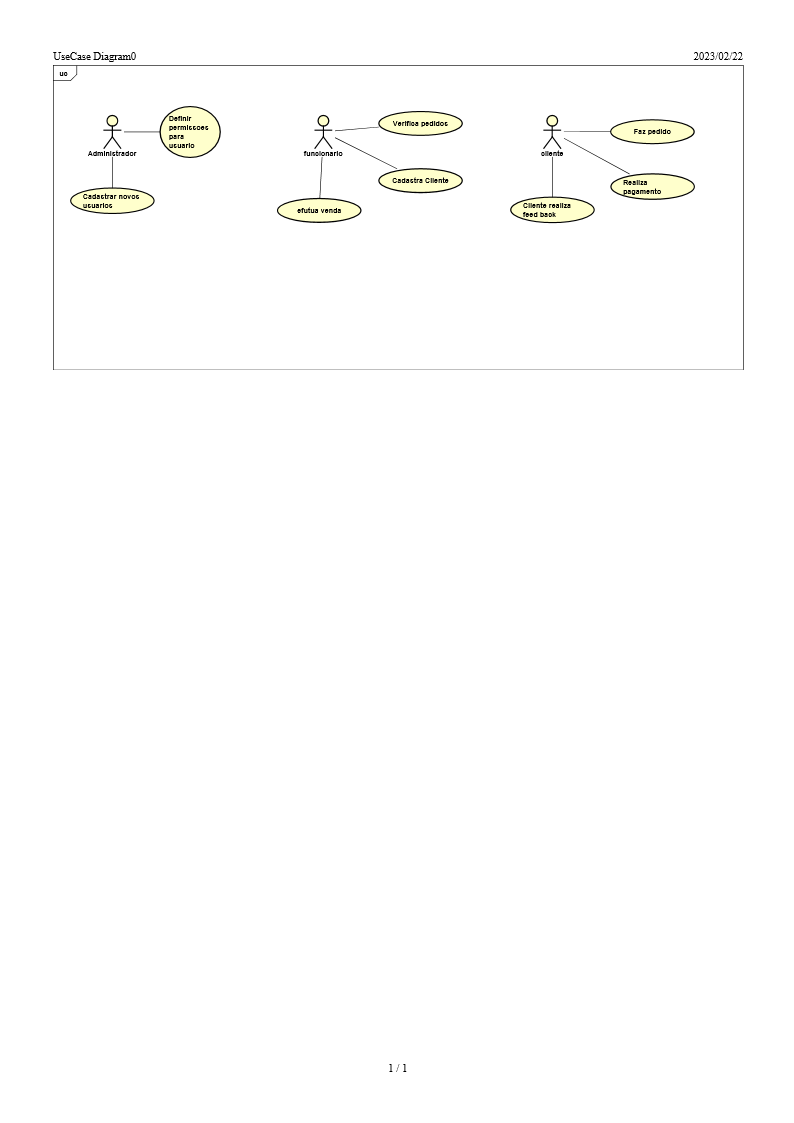 UseCase Diagram0
2023/02/22
uc
Definir
permissoes
para
usuario
Administrador
Cadastrar novos
usuarios
Verifica pedidos
funcionario
Cadastra Cliente
efutua venda
Faz pedido
cliente
Realiza
pagamento
Cliente realiza
feed back
1 / 1